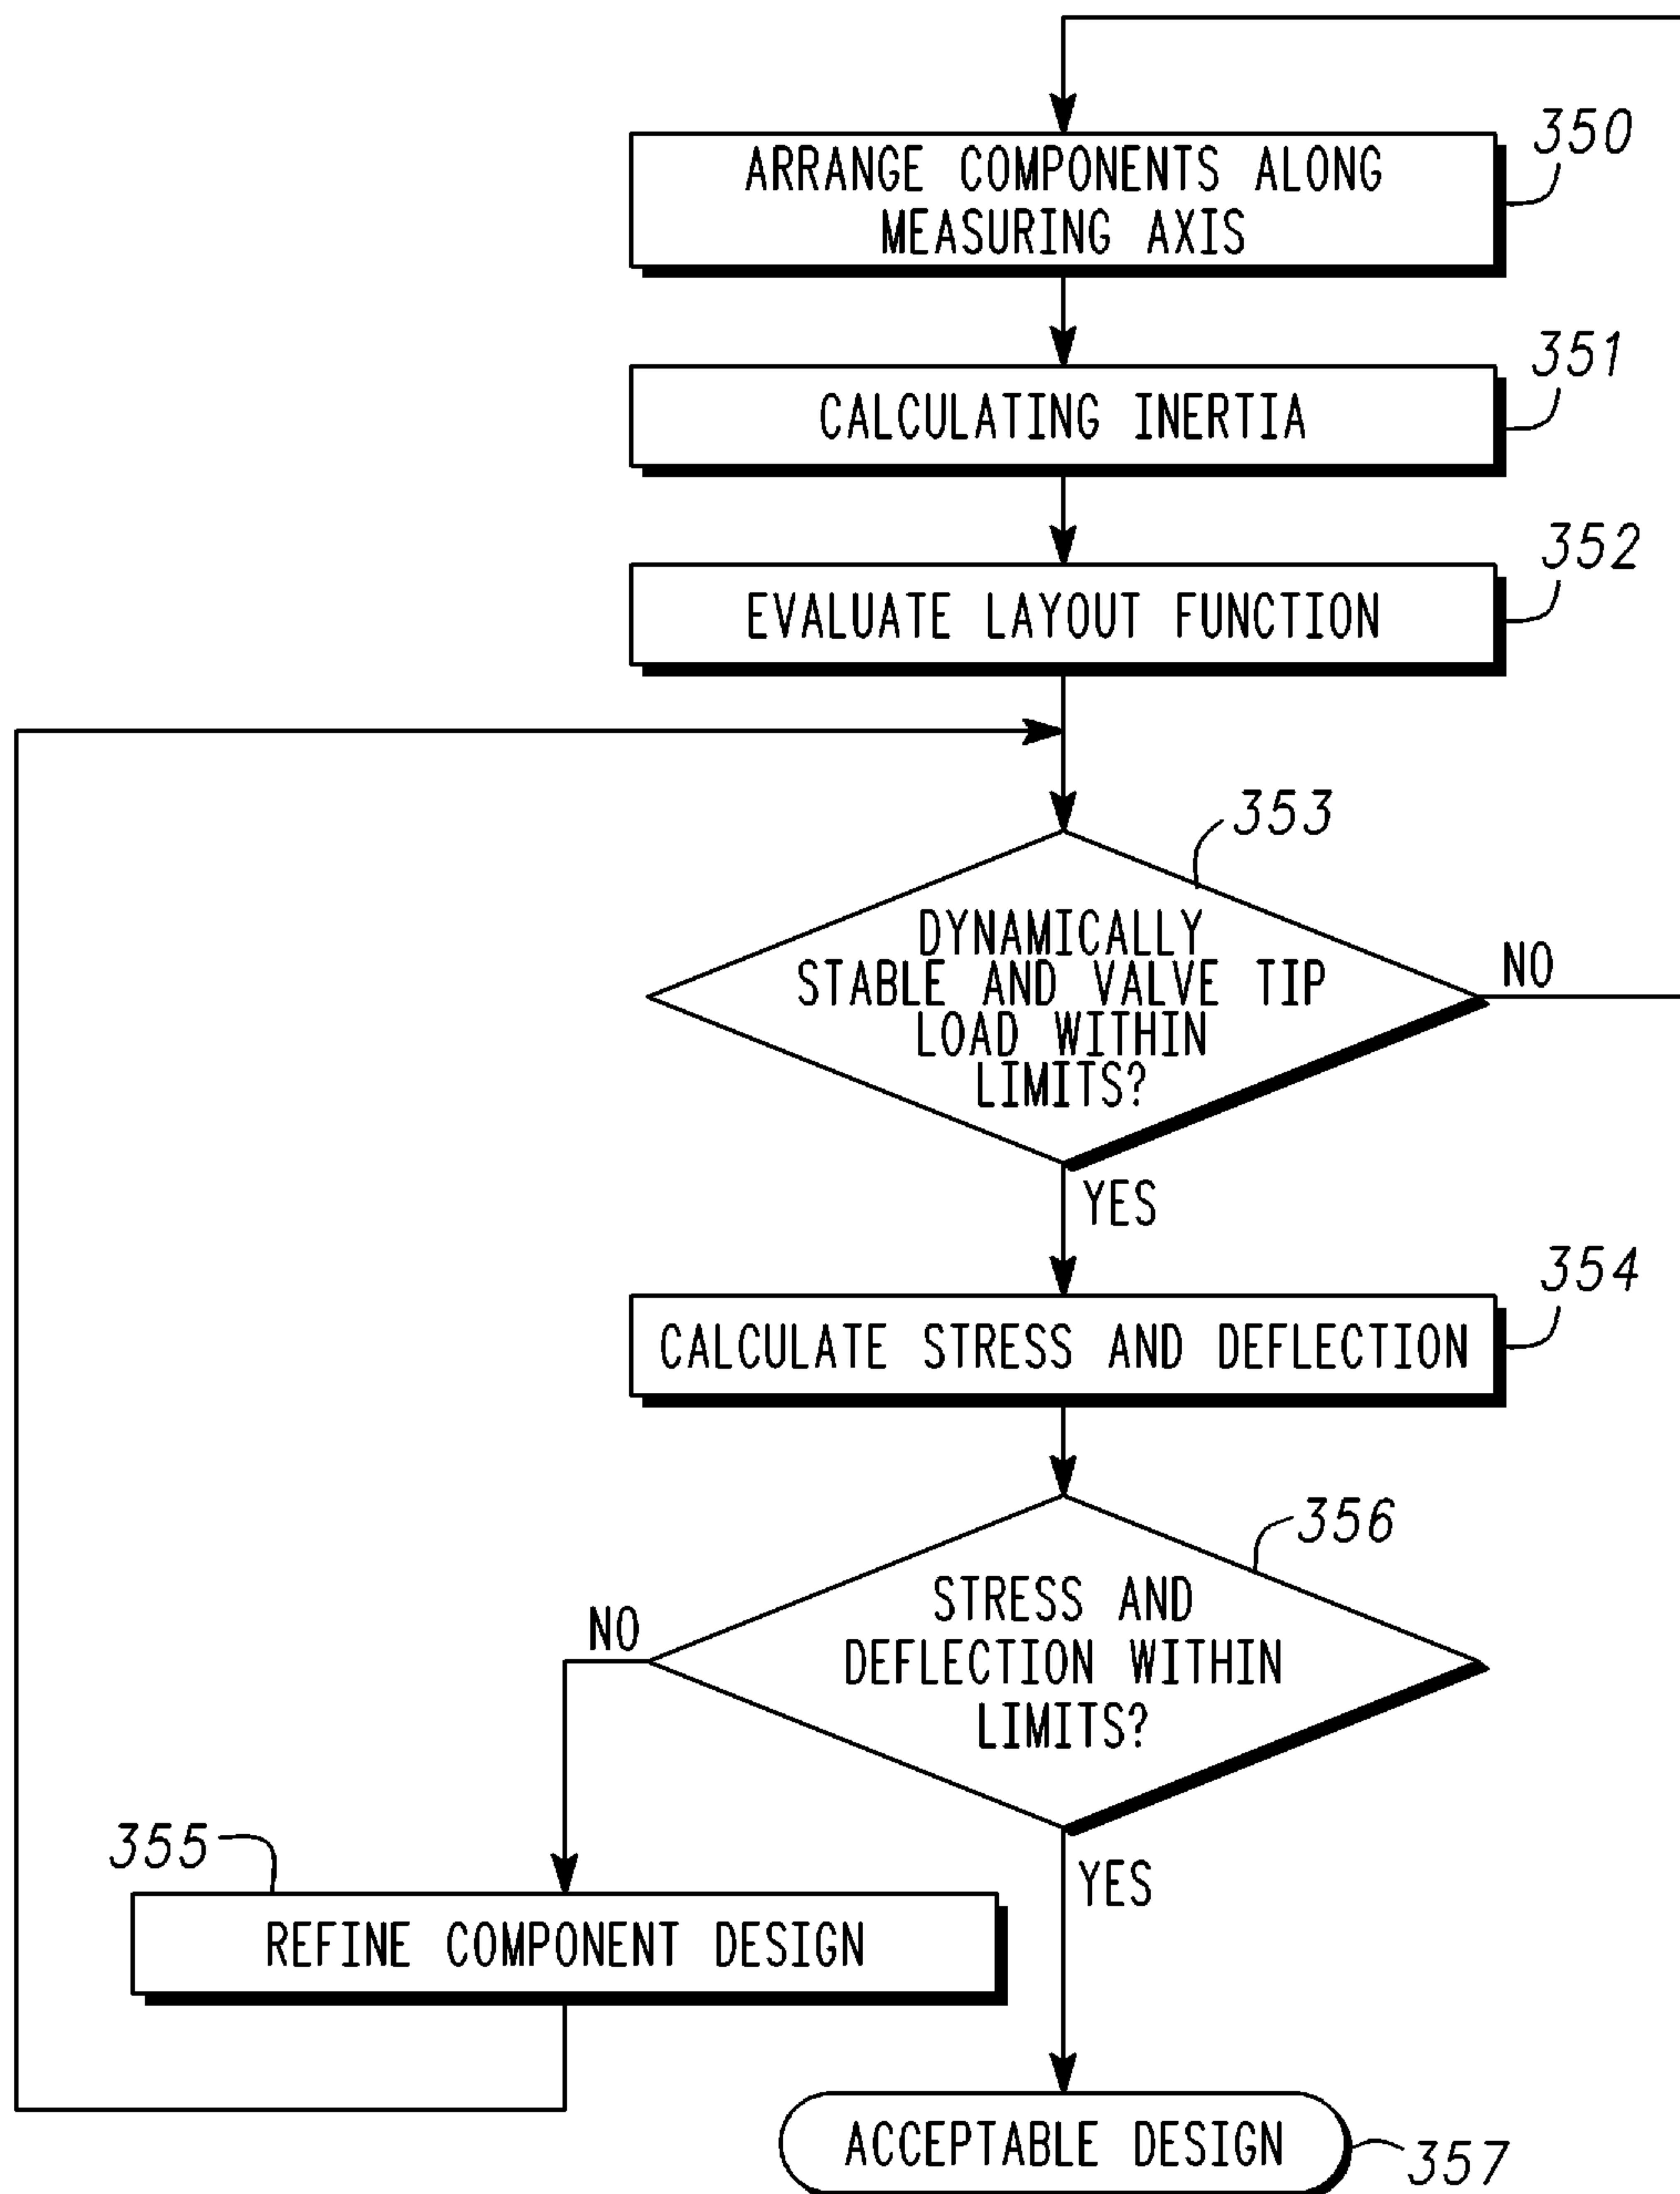 350
ARRANGE COMPONENTS ALONG
MEASURING AXIS
351
CALCULATING INERTIA
352
EVALUATE LAYOUT FUNCTION
353
DYNAMICALLY
STABLE AND VALVE TIP
LOAD WITHIN
LIMITS?
NO
YES
354
CALCULATE STRESS AND DEFLECTION
356
STRESS AND
DEFLECTION WITHIN
LIMITS?
NO
355
YES
REFINE COMPONENT DESIGN
ACCEPTABLE DESIGN
357